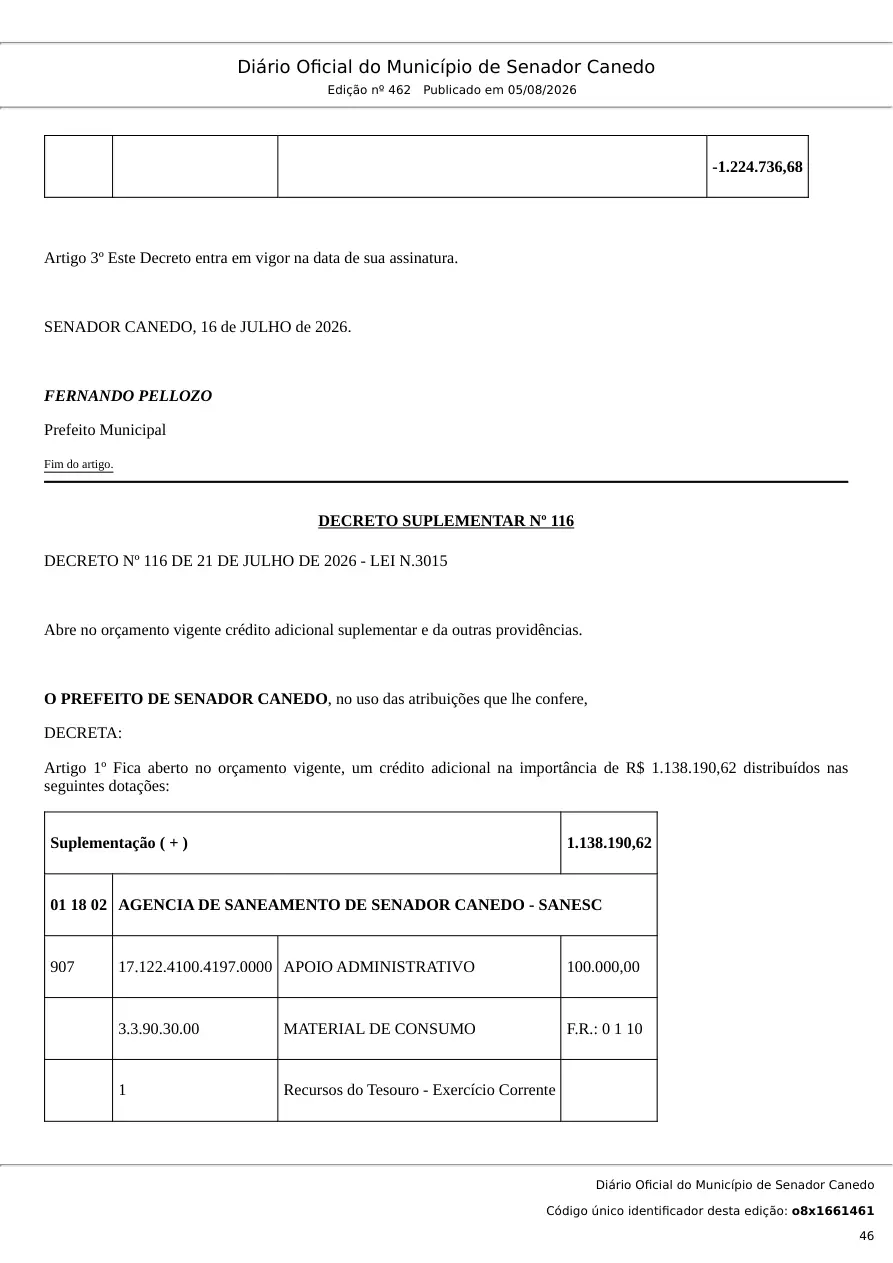 Diário Oficial do Município de Senador Canedo
Edição nº 462 Publicado em 05/08/2026
-1.224.736,68
Artigo 3º Este Decreto entra em vigor na data de sua assinatura.
SENADOR CANEDO, 16 de JULHO de 2026.
FERNANDO PELLOZO
Prefeito Municipal
Fim do artigo.
DECRETO SUPLEMENTAR Nº 116
DECRETO Nº 116 DE 21 DE JULHO DE 2026 - LEI N.3015
Abre no orçamento vigente crédito adicional suplementar e da outras providências.
O PREFEITO DE SENADOR CANEDO, no uso das atribuições que lhe confere,
DECRETA:
Artigo 1º Fica aberto no orçamento vigente, um crédito adicional na importância de R$ 1.138.190,62 distribuídos nas
seguintes dotações:
Suplementação ( + ) 1.138.190,62
01 18 02 AGENCIA DE SANEAMENTO DE SENADOR CANEDO - SANESC
907 17.122.4100.4197.0000 APOIO ADMINISTRATIVO 100.000,00
3.3.90.30.00 MATERIAL DE CONSUMO F.R.: 0 1 10
1 Recursos do Tesouro - Exercício Corrente
Diário Oficial do Município de Senador Canedo
Código único identificador desta edição: o8x1661461
46